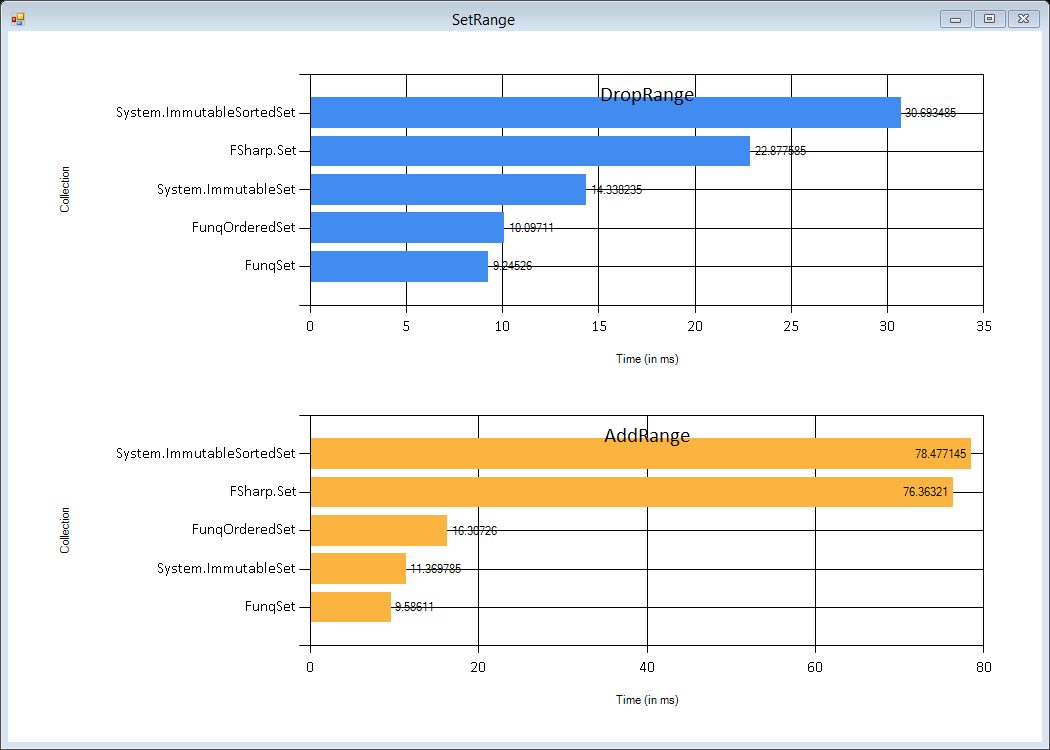 SetRange
DropRange
System.ImmutableSortedSet 30.693485
FSharp.Set 22.877585
System.ImmutableSet 14.338235
FunqOrderedSet 10.09711
FunqSet 9.24526
Collection
0 5 10 15 20 25 30 35
Time (in ms)
AddRange
System.ImmutableSortedSet 78.477145
FSharp.Set 76.36321
FunqOrderedSet 16.30726
System.ImmutableSet 11.369785
FunqSet 9.58611
Collection
0 20 40 60 80
Time (in ms)